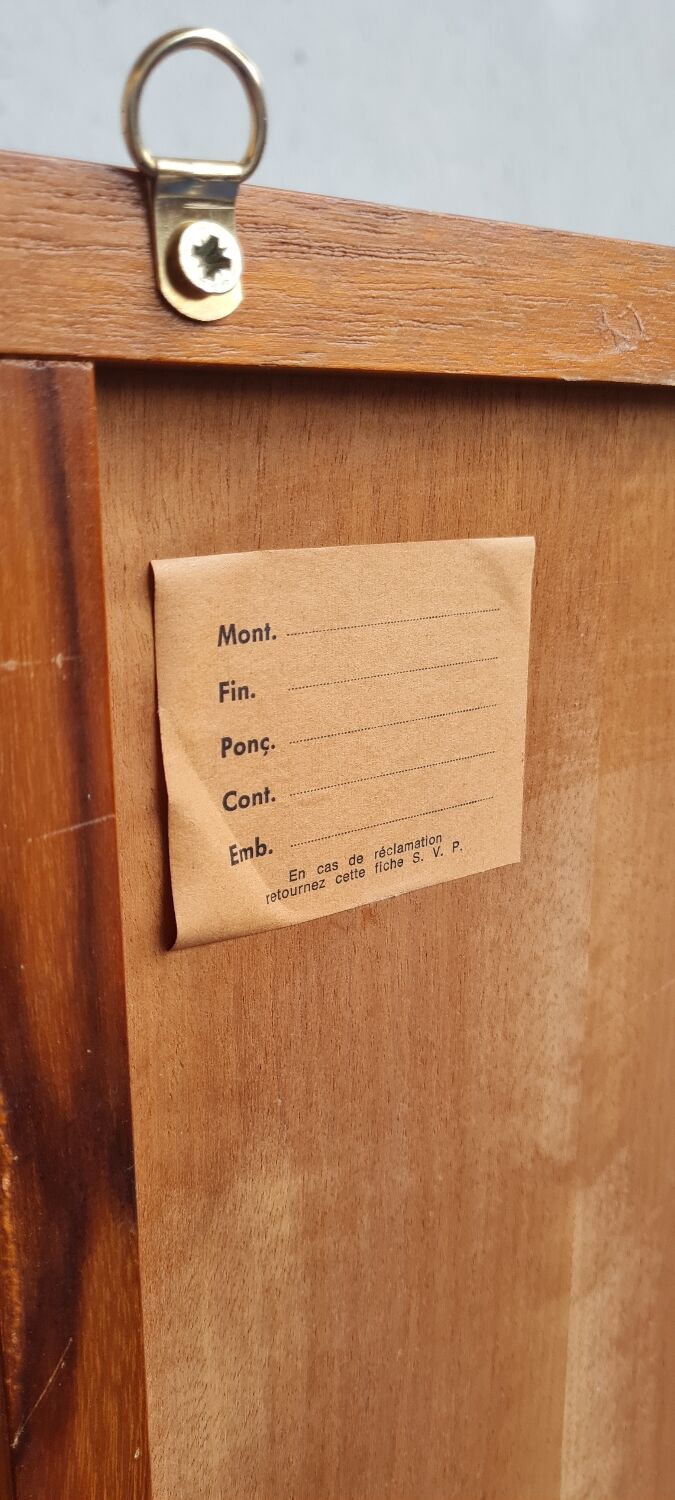 Mont. ........................................
Fin. ........................................
Ponç. ........................................
Cont. ........................................
Emb. ........................................
En cas de réclamation
retournez cette fiche S. V. P.